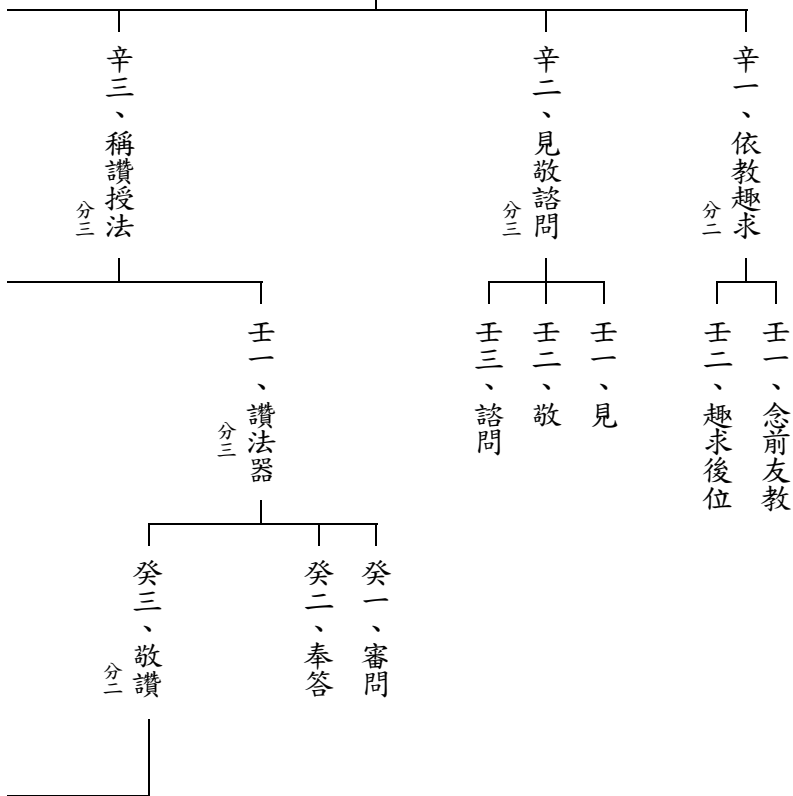 辛一、依教趣求
分二
壬一、念前友教
壬二、趣求後位
辛二、見敬諮問
分三
壬一、見
壬二、敬
壬三、諮問
辛三、稱讚授法
分三
壬一、讚法器
分三
癸一、審問
癸二、奉答
癸三、敬讚
分二